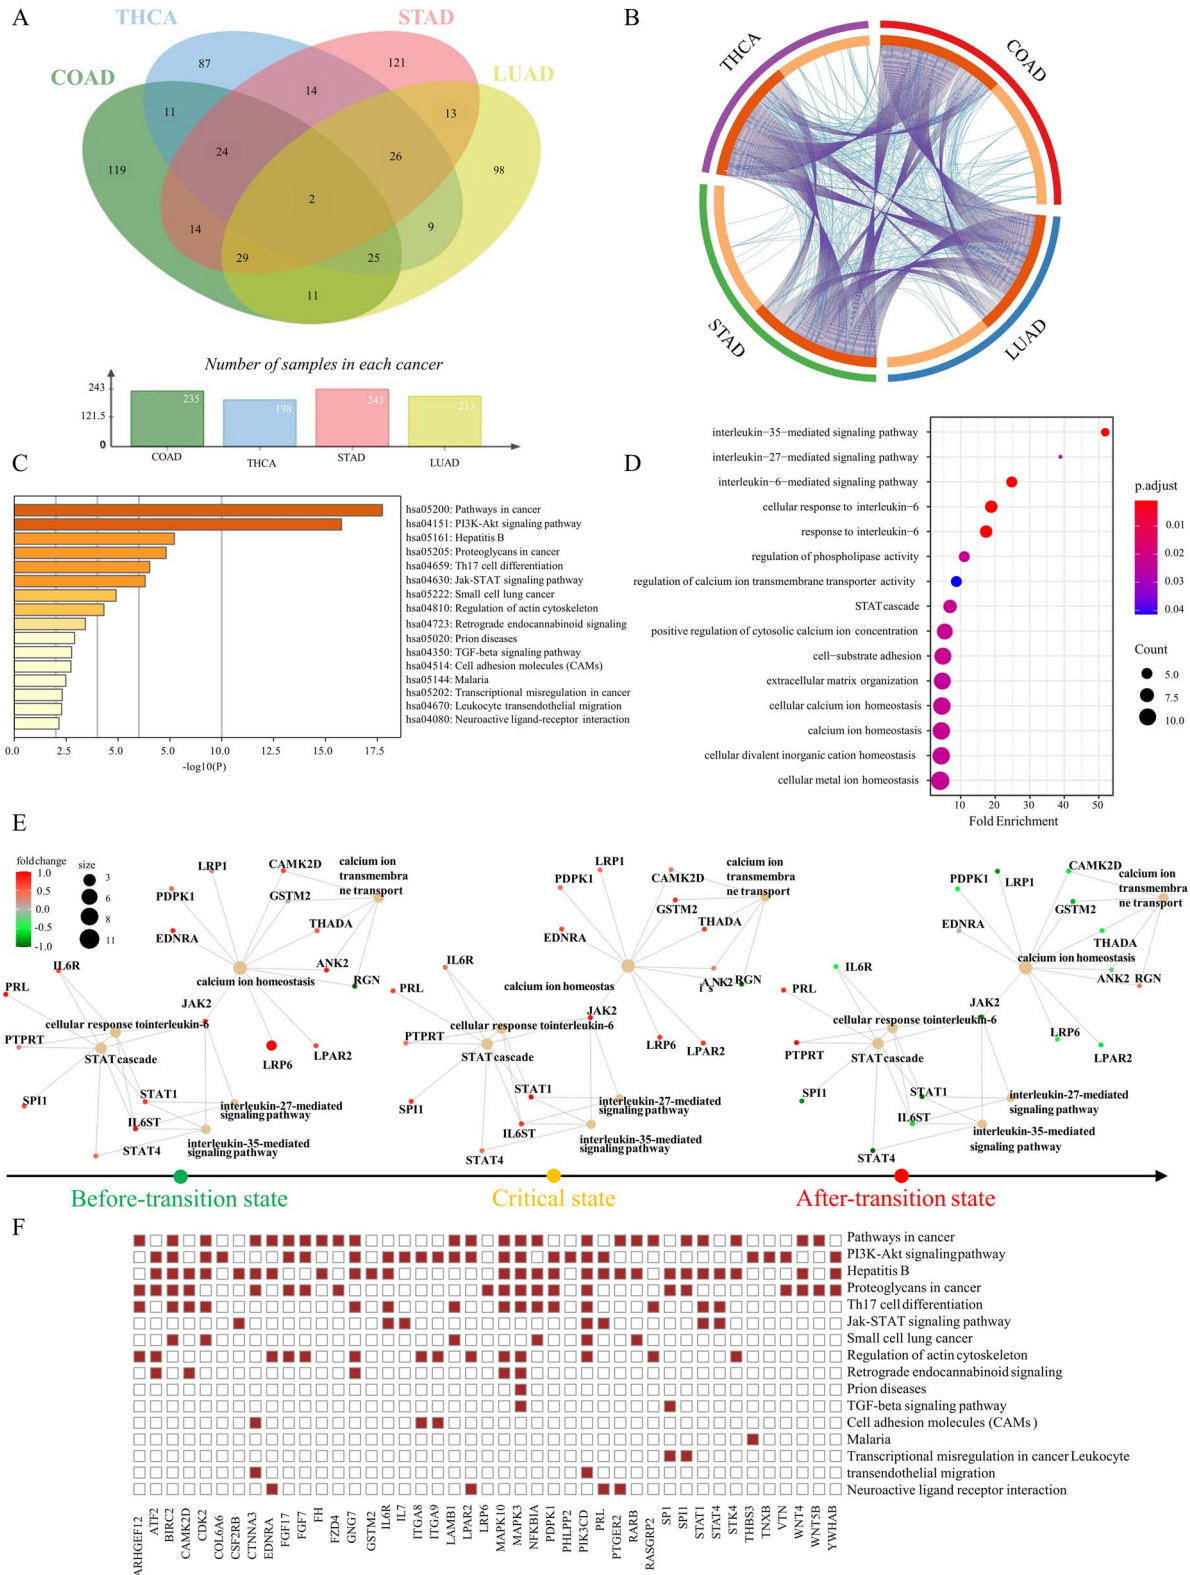 A
THCA
STAD
COAD
LUAD
87
121
14
11
13
24
26
119
98
2
14
9
29
25
11
Number of samples in each cancer
243
121.5
0
235
198
243
213
COAD
THCA
STAD
LUAD
B
THCA
COAD
STAD
LUAD
C
hsa05200: Pathways in cancer
hsa04151: PI3K-Akt signaling pathway
hsa05161: Hepatitis B
hsa05205: Proteoglycans in cancer
hsa04659: Th17 cell differentiation
hsa04630: Jak-STAT signaling pathway
hsa05222: Small cell lung cancer
hsa04810: Regulation of actin cytoskeleton
hsa04723: Retrograde endocannabinoid signaling
hsa05020: Prion diseases
hsa04350: TGF-beta signaling pathway
hsa04514: Cell adhesion molecules (CAMs)
hsa05144: Malaria
hsa05202: Transcriptional misregulation in cancer
hsa04670: Leukocyte transendothelial migration
hsa04080: Neuroactive ligand-receptor interaction
0.0 2.5 5.0 7.5 10.0 12.5 15.0 17.5
-log10(P)
D
interleukin-35-mediated signaling pathway
interleukin-27-mediated signaling pathway
interleukin-6-mediated signaling pathway
cellular response to interleukin-6
response to interleukin-6
regulation of phospholipase activity
regulation of calcium ion transmembrane transporter activity
STAT cascade
positive regulation of cytosolic calcium ion concentration
cell-substrate adhesion
extracellular matrix organization
cellular calcium ion homeostasis
calcium ion homeostasis
cellular divalent inorganic cation homeostasis
cellular metal ion homeostasis
10 20 30 40 50
Fold Enrichment
p.adjust
0.01
0.02
0.03
0.04
Count
5.0
7.5
10.0
E
foldchange
1.0
0.5
0.0
-0.5
-1.0
size
3
6
8
11
LRP1
CAMK2D
calcium ion
transmembra
ne transport
PDPK1
GSTM2
THADA
EDNRA
IL6R
ANK2
calcium ion homeostasis
RGN
PRL
JAK2
cellular response tointerleukin-6
PTPRT
STAT cascade
LRP6
LPAR2
SPI1
STAT1
interleukin-27-mediated
signaling pathway
IL6ST
interleukin-35-mediated
signaling pathway
STAT4
LRP1
CAMK2D
calcium ion
transmembra
ne transport
PDPK1
GSTM2
THADA
EDNRA
IL6R
ANK2
RGN
calcium ion homeostas
i s
PRL
JAK2
cellular response tointerleukin-6
PTPRT
STAT cascade
LRP6
LPAR2
SPI1
STAT1
interleukin-27-mediated
signaling pathway
IL6ST
interleukin-35-mediated
signaling pathway
STAT4
CAMK2D
calcium ion
transmembra
ne transport
PDPK1
LRP1
GSTM2
EDNRA
THADA
calcium ion homeostasis
IL6R
ANK2
RGN
PRL
JAK2
cellular response tointerleukin-6
PTPRT
STAT cascade
LRP6
LPAR2
SPI1
STAT1
interleukin-27-mediated
signaling pathway
IL6ST
interleukin-35-mediated
signaling pathway
STAT4
Before-transition state
Critical state
After-transition state
F
Pathways in cancer
PI3K-Akt signaling pathway
Hepatitis B
Proteoglycans in cancer
Th17 cell differentiation
Jak-STAT signaling pathway
Small cell lung cancer
Regulation of actin cytoskeleton
Retrograde endocannabinoid signaling
Prion diseases
TGF-beta signaling pathway
Cell adhesion molecules (CAMs)
Malaria
Transcriptional misregulation in cancer Leukocyte
transendothelial migration
Neuroactive ligand receptor interaction
ARHGEF12
ATF2
BIRC2
CAMK2D
CDK2
COL6A6
CSF2RB
CTNNA3
EDNRA
FGF17
FGF7
FH
FZD4
GNG7
GSTM2
IL6R
IL7
ITGA8
ITGA9
LAMB1
LPAR2
LRP6
MAPK10
MAPK3
NFKBIA
PDPK1
PHLPP2
PIK3CD
PRL
PTGER2
RARB
RASGRP2
SP1
SPI1
STAT1
STAT4
STK4
THBS3
TNXB
VTN
WNT4
WNT5B
YWHAB